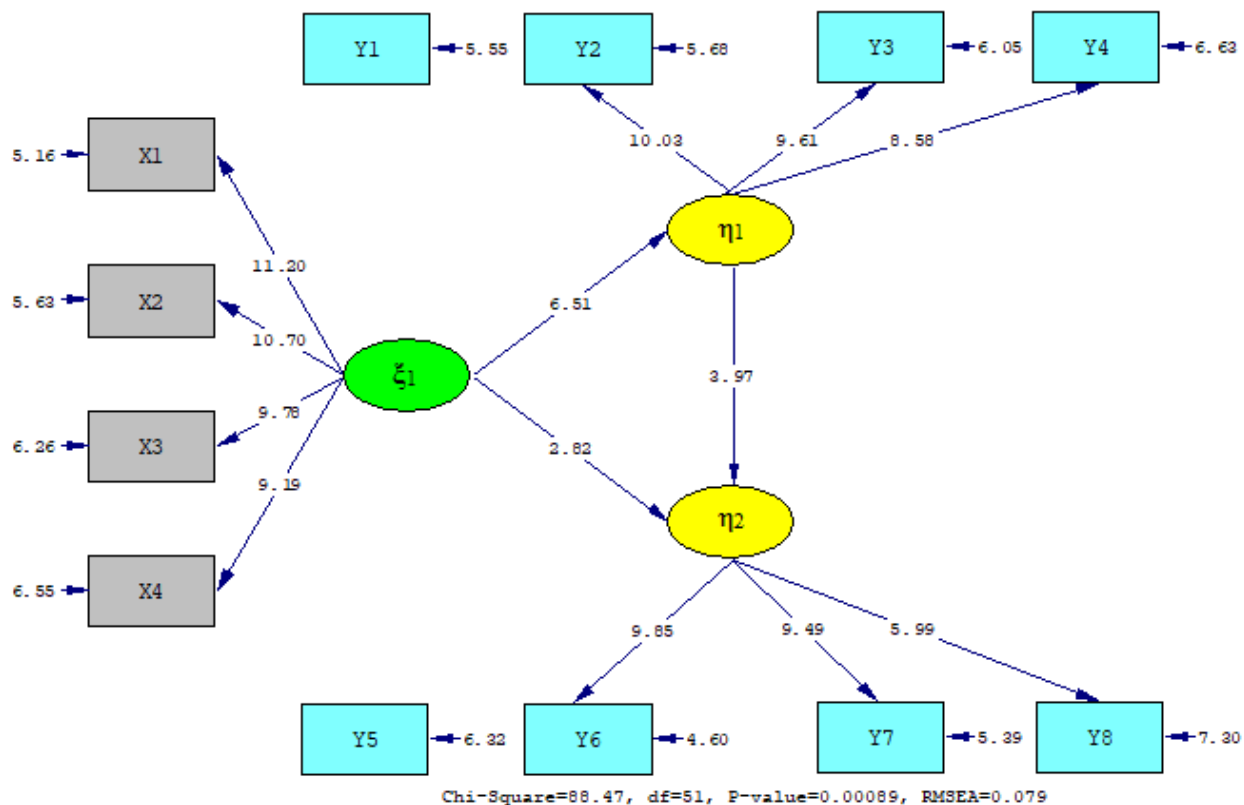 Y1
5.55
Y2
5.68
Y3
6.05
Y4
6.63
10.03
9.61
8.58
5.16
X1
η1
11.20
5.63
X2
6.51
10.70
ξ1
3.97
9.78
6.26
X3
2.82
9.19
η2
6.55
X4
9.85
9.49
5.99
Y5
6.32
Y6
4.60
Y7
5.39
Y8
7.30
Chi-Square=88.47, df=51, P-value=0.00089, RMSEA=0.079